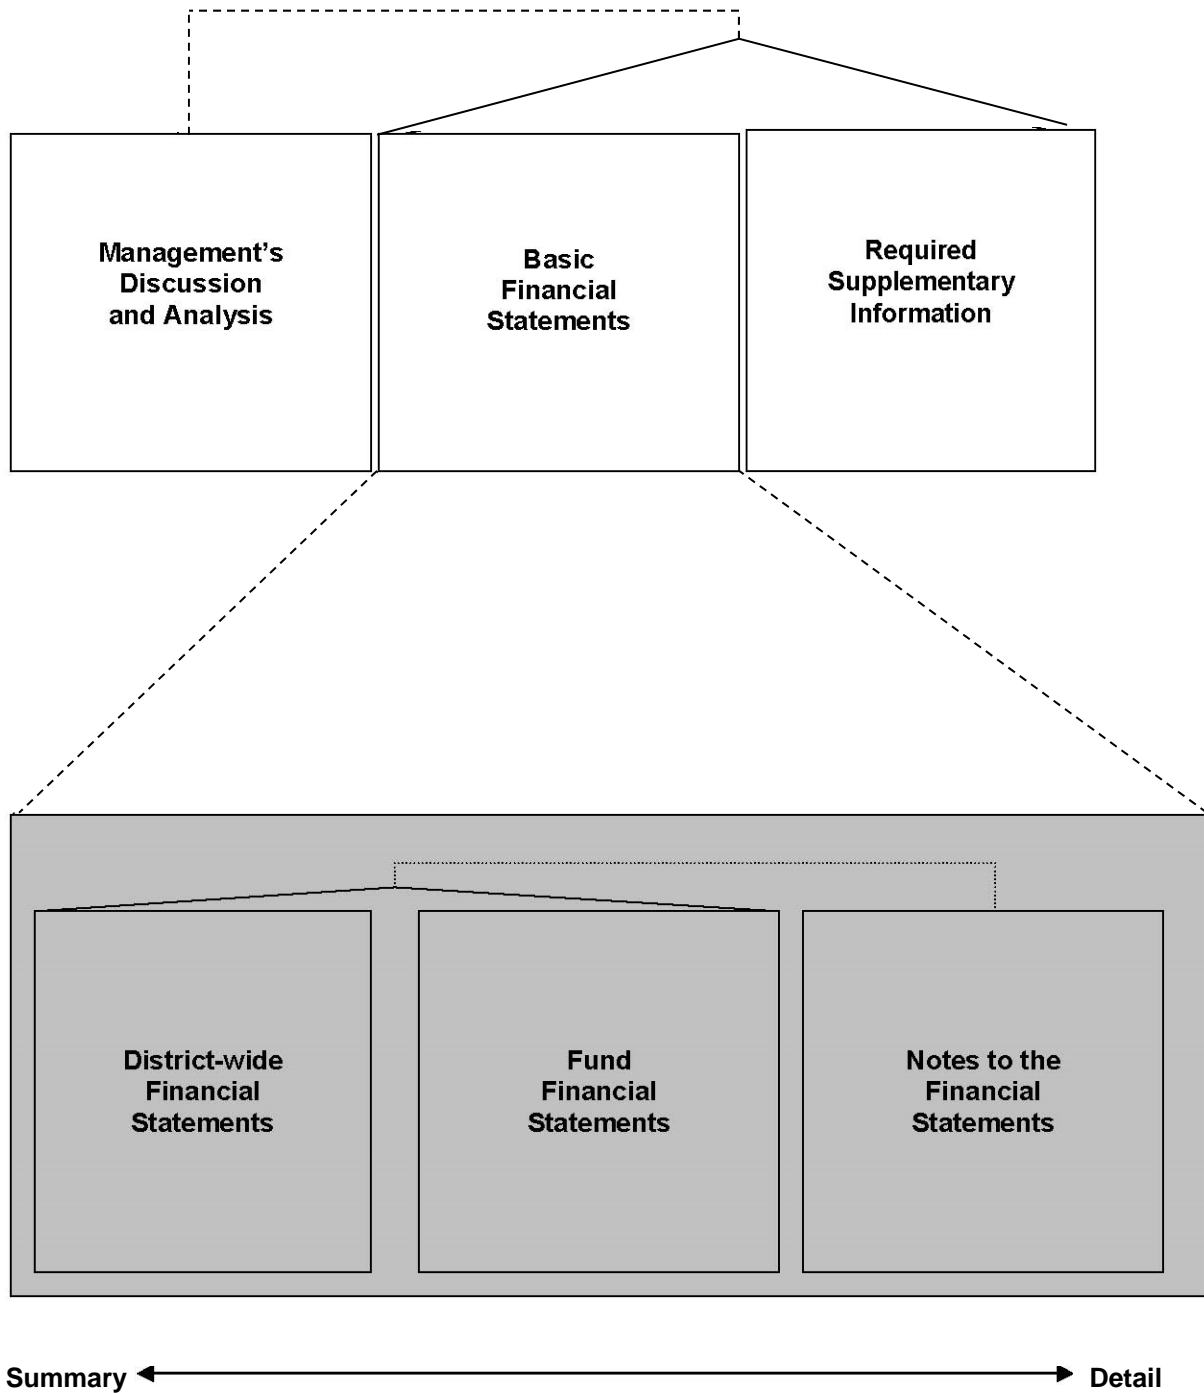 Management’s
Discussion
and Analysis
Basic
Financial
Statements
Required
Supplementary
Information
District-wide
Financial
Statements
Fund
Financial
Statements
Notes to the
Financial
Statements
Summary
Detail